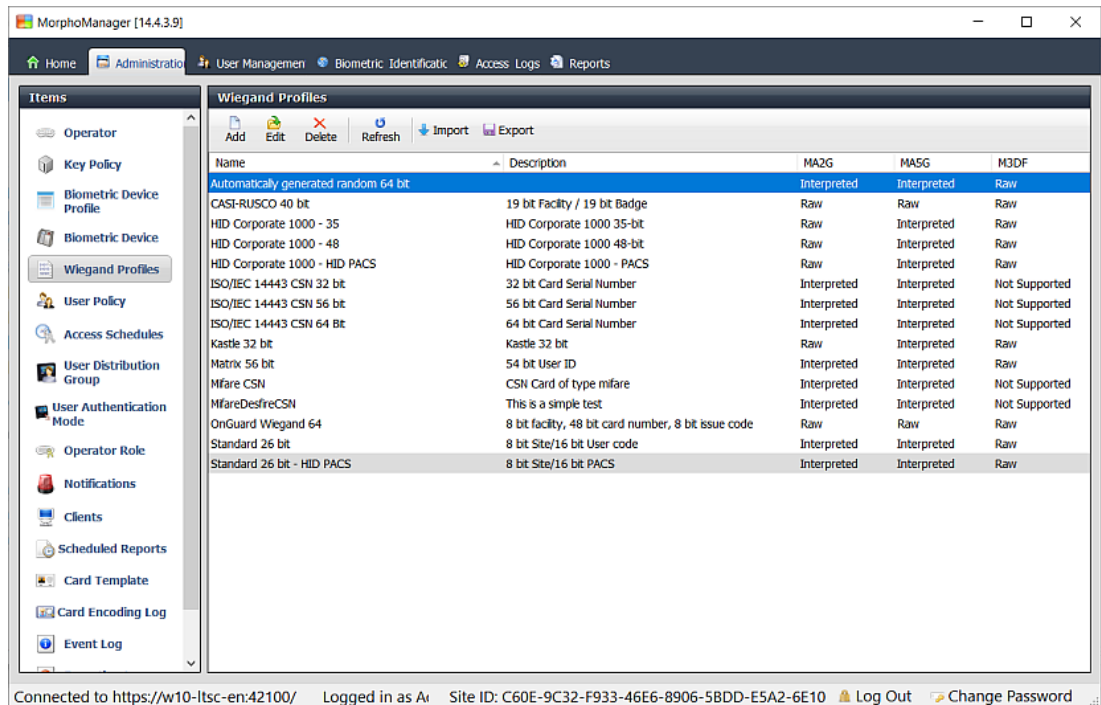 MorphoManager [14.4.3.9]
Home Administratio User Managemen Biometric Identificatic Access Logs Reports
Items
Operator
Key Policy
Biometric Device
Profile
Biometric Device
Wiegand Profiles
User Policy
Access Schedules
User Distribution
Group
User Authentication
Mode
Operator Role
Notifications
Clients
Scheduled Reports
Card Template
Card Encoding Log
Event Log
Wiegand Profiles
Add Edit Delete Refresh Import Export
Name Description MA2G MA5G M3DF
Automatically generated random 64 bit Interpreted Interpreted Raw
CASI-RUSCO 40 bit 19 bit Facility / 19 bit Badge Raw Raw Raw
HID Corporate 1000 - 35 HID Corporate 1000 35-bit Raw Interpreted Raw
HID Corporate 1000 - 48 HID Corporate 1000 48-bit Raw Interpreted Raw
HID Corporate 1000 - HID PACS HID Corporate 1000 - PACS Raw Interpreted Raw
ISO/IEC 14443 CSN 32 bit 32 bit Card Serial Number Interpreted Interpreted Not Supported
ISO/IEC 14443 CSN 56 bit 56 bit Card Serial Number Interpreted Interpreted Not Supported
ISO/IEC 14443 CSN 64 Bit 64 bit Card Serial Number Interpreted Interpreted Not Supported
Kastle 32 bit Kastle 32 bit Raw Interpreted Raw
Matrix 56 bit 54 bit User ID Interpreted Interpreted Raw
Mifare CSN CSN Card of type mifare Interpreted Interpreted Not Supported
MifareDesfireCSN This is a simple test Interpreted Interpreted Not Supported
OnGuard Wiegand 64 8 bit facility, 48 bit card number, 8 bit issue code Raw Raw Raw
Standard 26 bit 8 bit Site/16 bit User code Interpreted Interpreted Raw
Standard 26 bit - HID PACS 8 bit Site/16 bit PACS Interpreted Interpreted Raw
Connected to https://w10-ltsc-en:42100/ Logged in as Site ID: C60E-9C32-F933-46E6-8906-5BDD-E5A2-6E10 Log Out Change Password